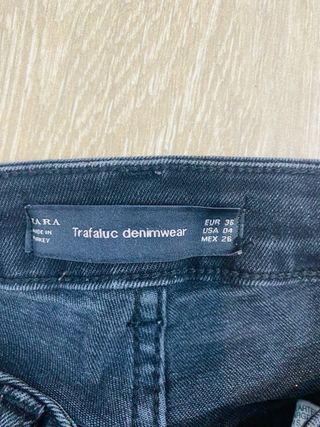 ZARA
MADE IN
TURKEY
Trafaluc denimwear
EUR 36
USA 04
MEX 26